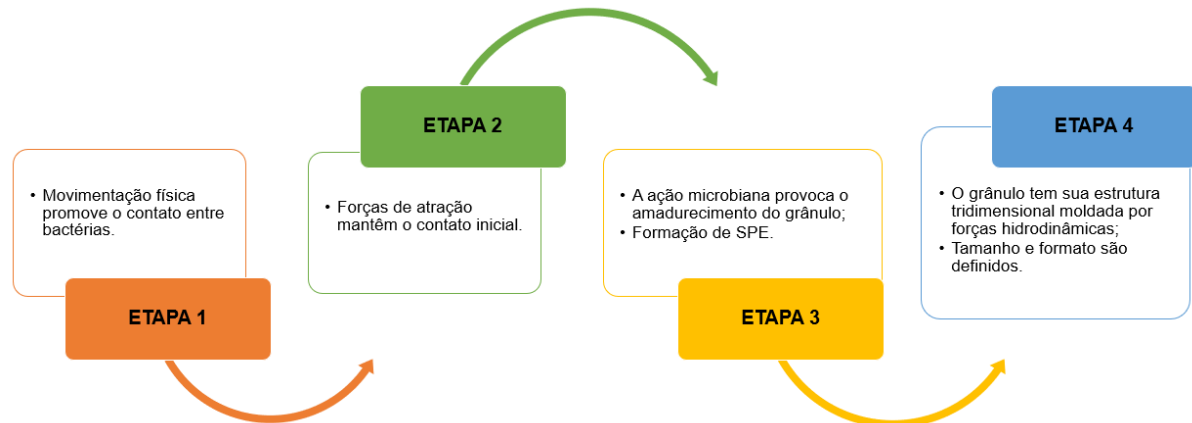 • Movimentação física
promove o contato entre
bactérias.
ETAPA 1
ETAPA 2
• Forças de atração
mantêm o contato inicial.
• A ação microbiana provoca o
amadurecimento do grânulo;
• Formação de SPE.
ETAPA 3
ETAPA 4
• O grânulo tem sua estrutura
tridimensional moldada por
forças hidrodinâmicas;
• Tamanho e formato são
definidos.